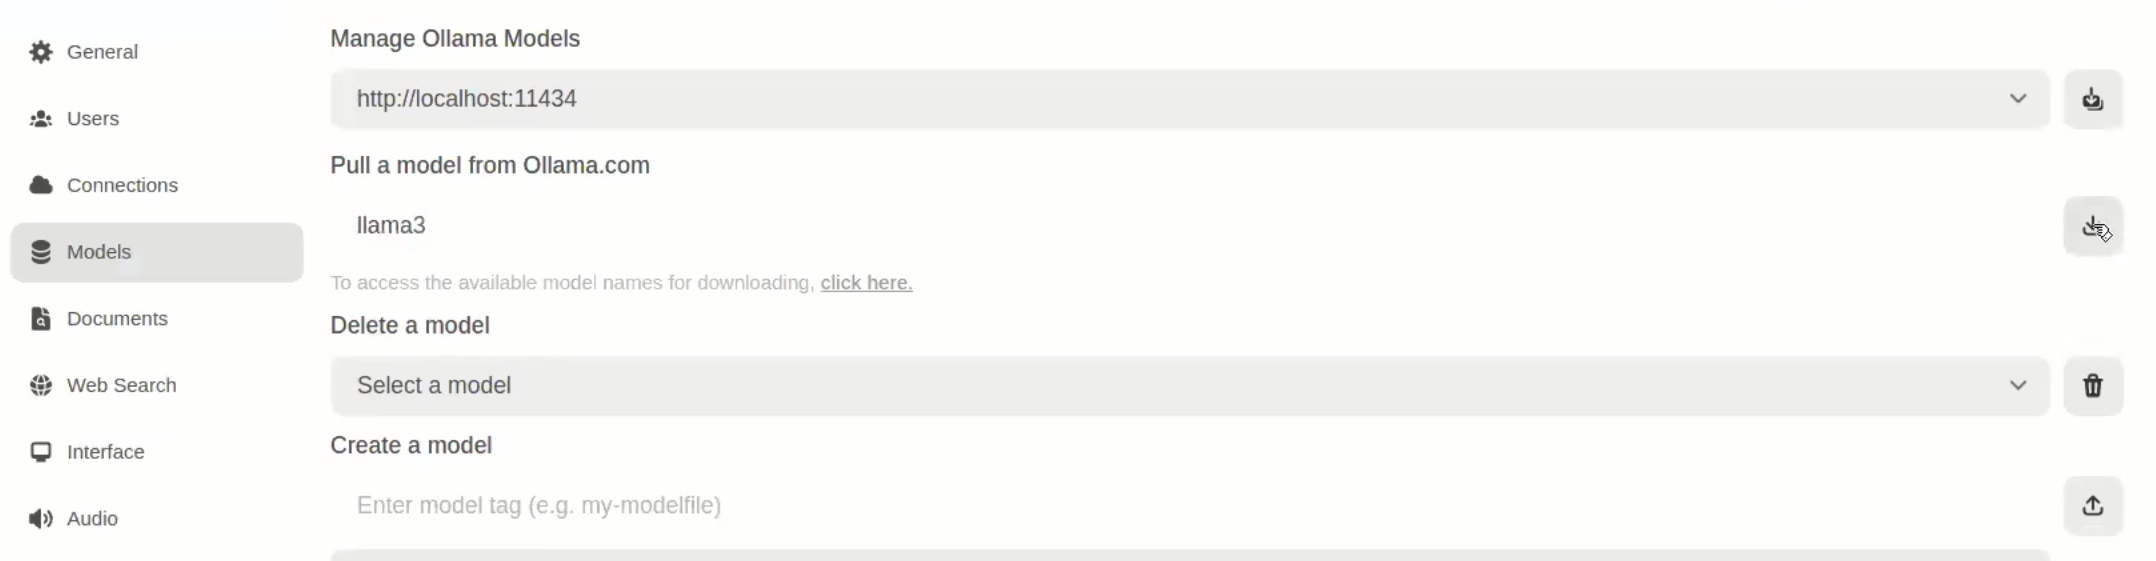 General
Users
Connections
Models
Documents
Web Search
Interface
Audio
Manage Ollama Models
http://localhost:11434
Pull a model from Ollama.com
llama3
To access the available model names for downloading, click here.
Delete a model
Select a model
Create a model
Enter model tag (e.g. my-modelfile)